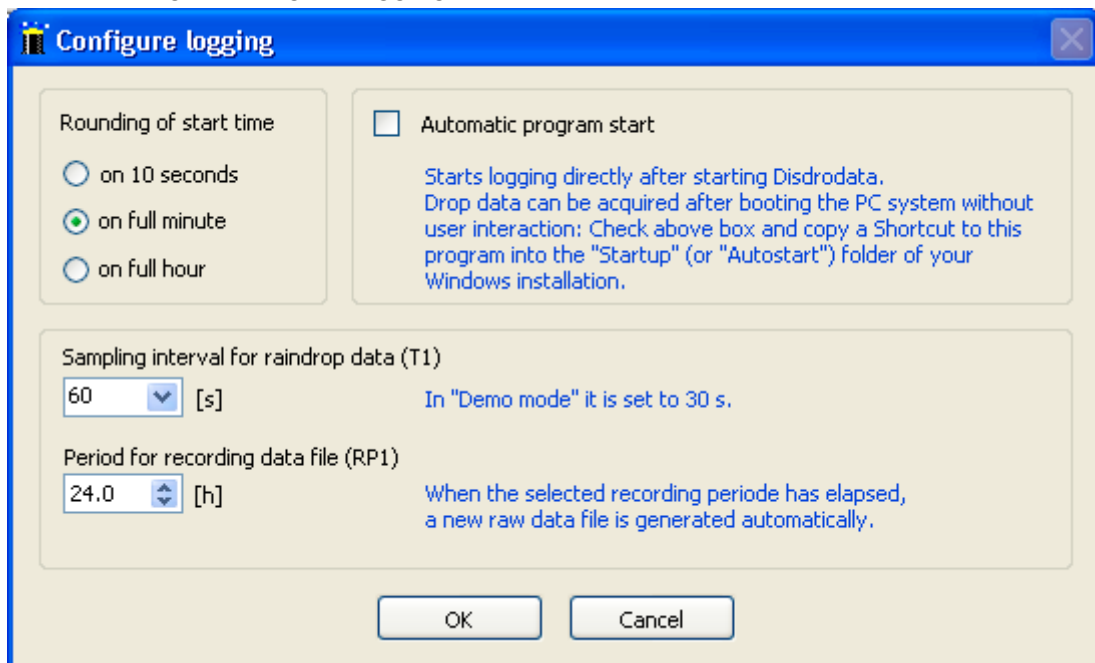 Configure logging
Rounding of start time
on 10 seconds
on full minute
on full hour
Automatic program start
Starts logging directly after starting Disdrodata.
Drop data can be acquired after booting the PC system without
user interaction: Check above box and copy a Shortcut to this
program into the "Startup" (or "Autostart") folder of your
Windows installation.
Sampling interval for raindrop data (T1)
60 [s]
In "Demo mode" it is set to 30 s.
Period for recording data file (RP1)
24.0 [h]
When the selected recording periode has elapsed,
a new raw data file is generated automatically.
OK
Cancel